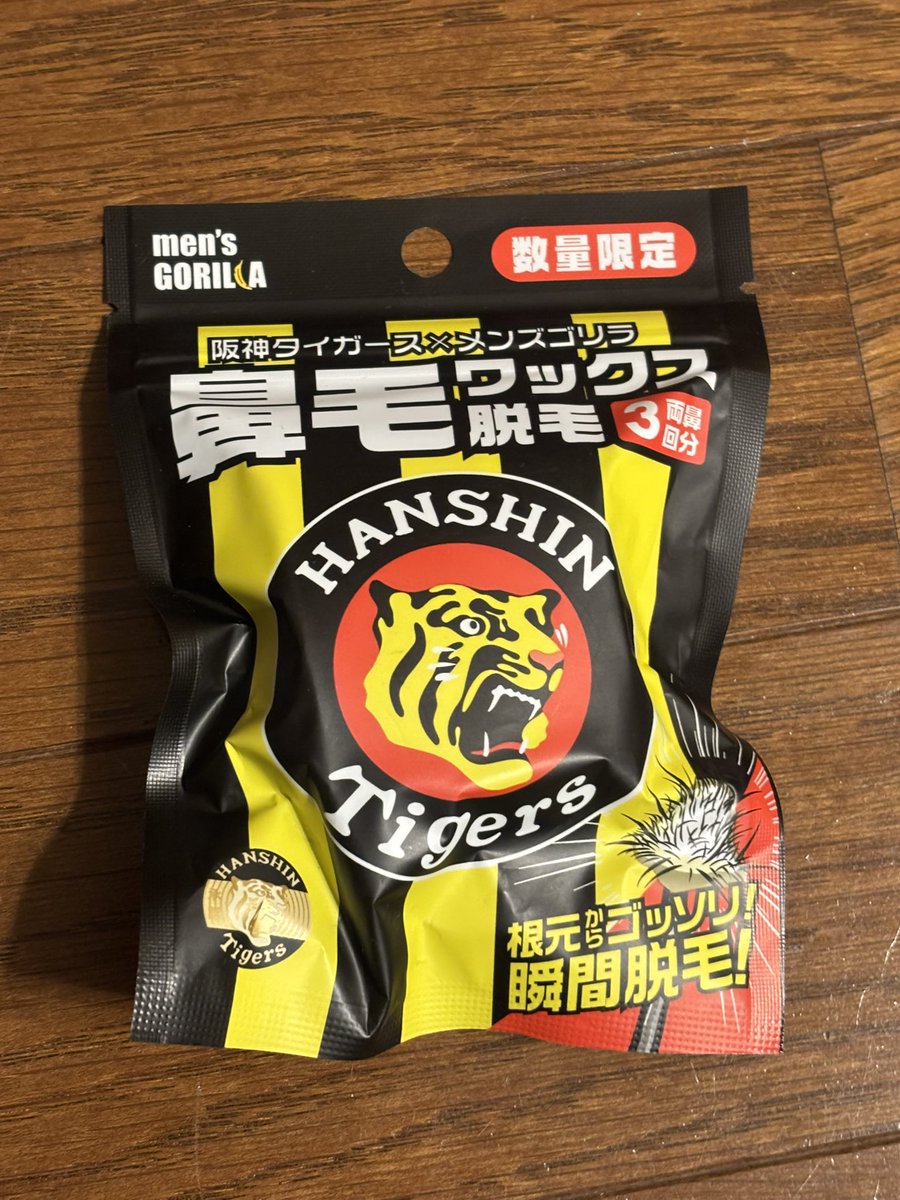 men's
GORILLA
数量限定
阪神タイガース×メンズゴリラ
鼻毛ワックス
脱毛
3両鼻
回分
HANSHIN
Tigers
HANSHIN
Tigers
根元からゴッソリ!
瞬間脱毛!